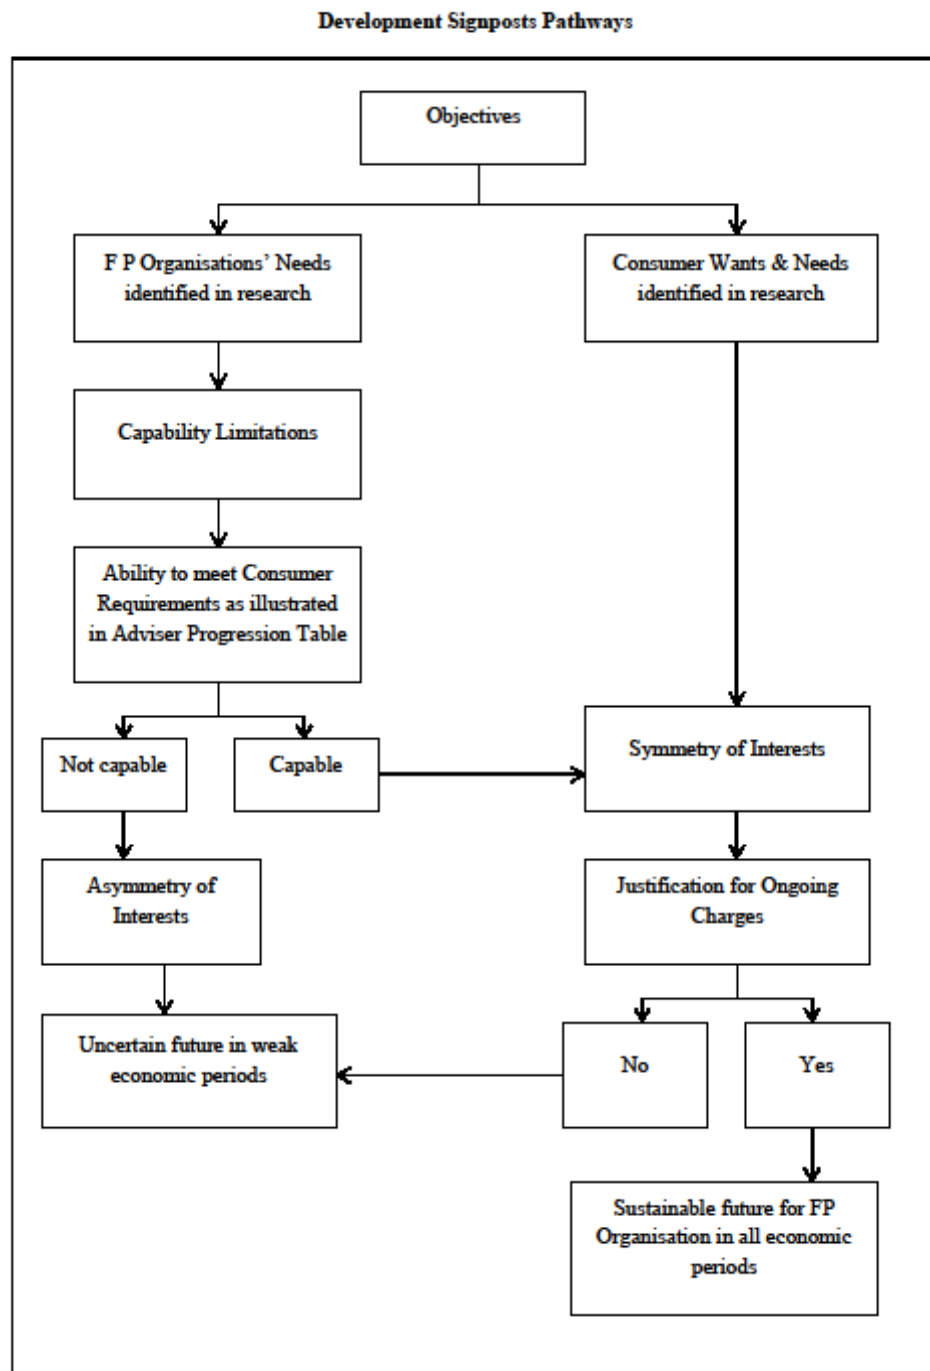 Development Signposts Pathways
Objectives
F P Organisations’ Needs
identified in research
Consumer Wants & Needs
identified in research
Capability Limitations
Ability to meet Consumer
Requirements as illustrated
in Adviser Progression Table
Not capable
Capable
Symmetry of Interests
Asymmetry of
Interests
Justification for Ongoing
Charges
Uncertain future in weak
economic periods
No
Yes
Sustainable future for FP
Organisation in all economic
periods